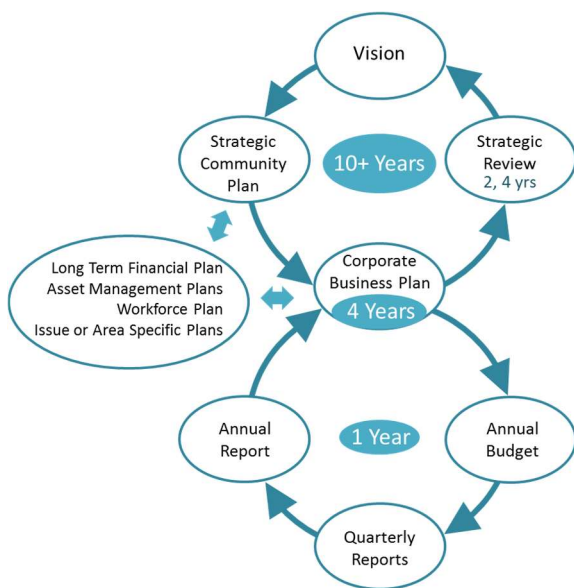 Vision
Strategic
Community
Plan
10+ Years
Strategic
Review
2, 4 yrs
Long Term Financial Plan
Asset Management Plans
Workforce Plan
Issue or Area Specific Plans
Corporate
Business Plan
4 Years
Annual
Report
1 Year
Annual
Budget
Quarterly
Reports